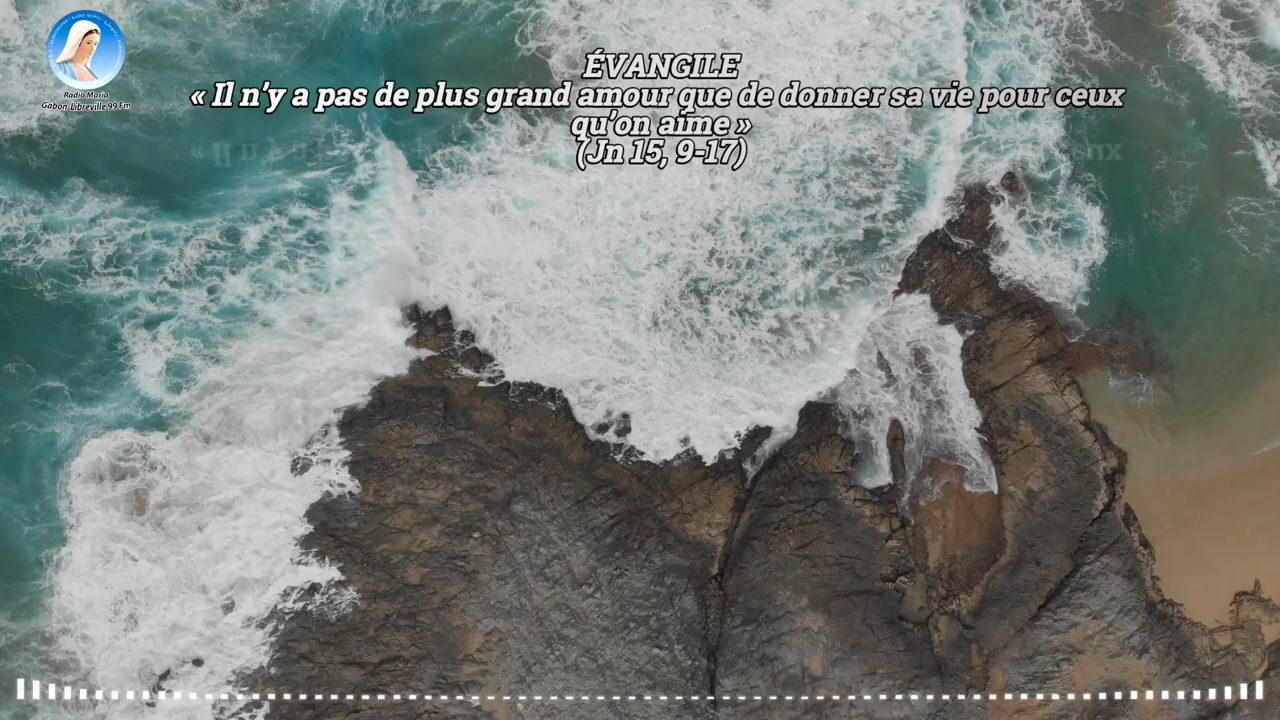 Radio Maria
Gabon Libreville 99 Fm
ÉVANGILE
« Il n'y a pas de plus grand amour que de donner sa vie pour ceux
qu'on aime »
(Jn 15, 9-17)